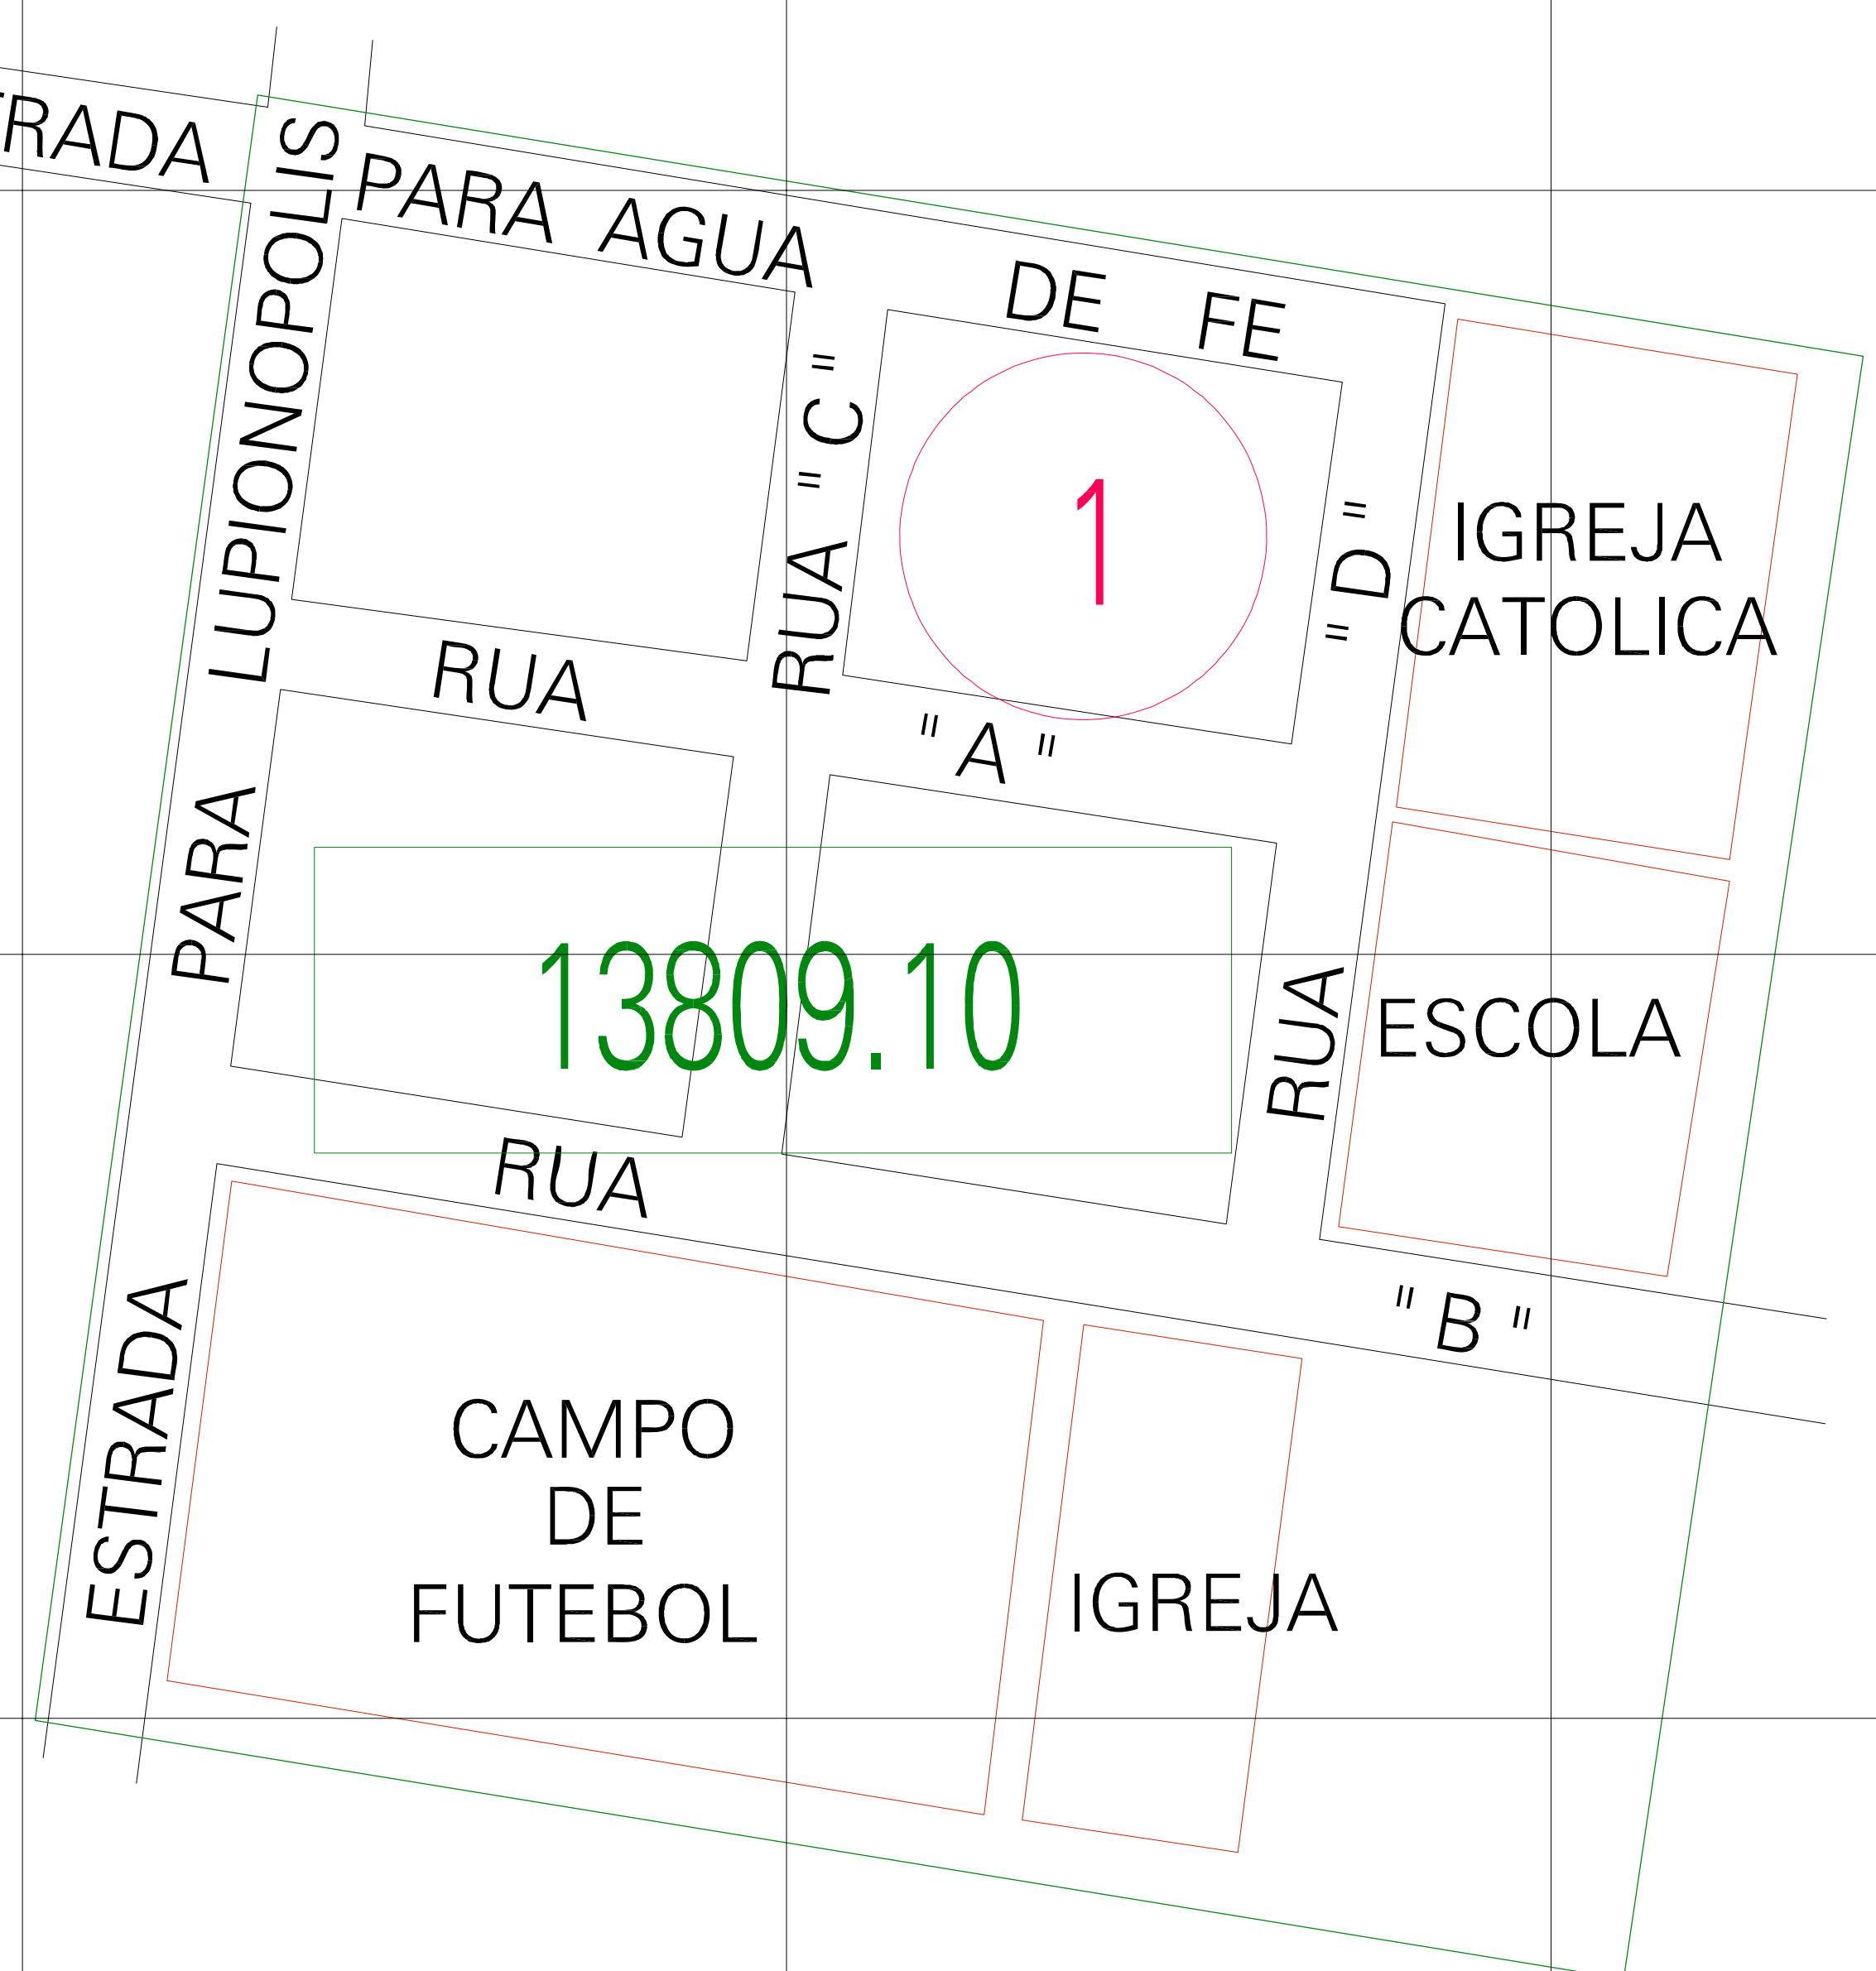 RADA PARA AGUA DE FE
ESTRADA PARA LUPIONOPOLIS
RUA "C"
1
RUA "D"
IGREJA
CATOLICA
RUA "A"
13809.10
ESCOLA
RUA "B"
CAMPO
DE
FUTEBOL
IGREJA